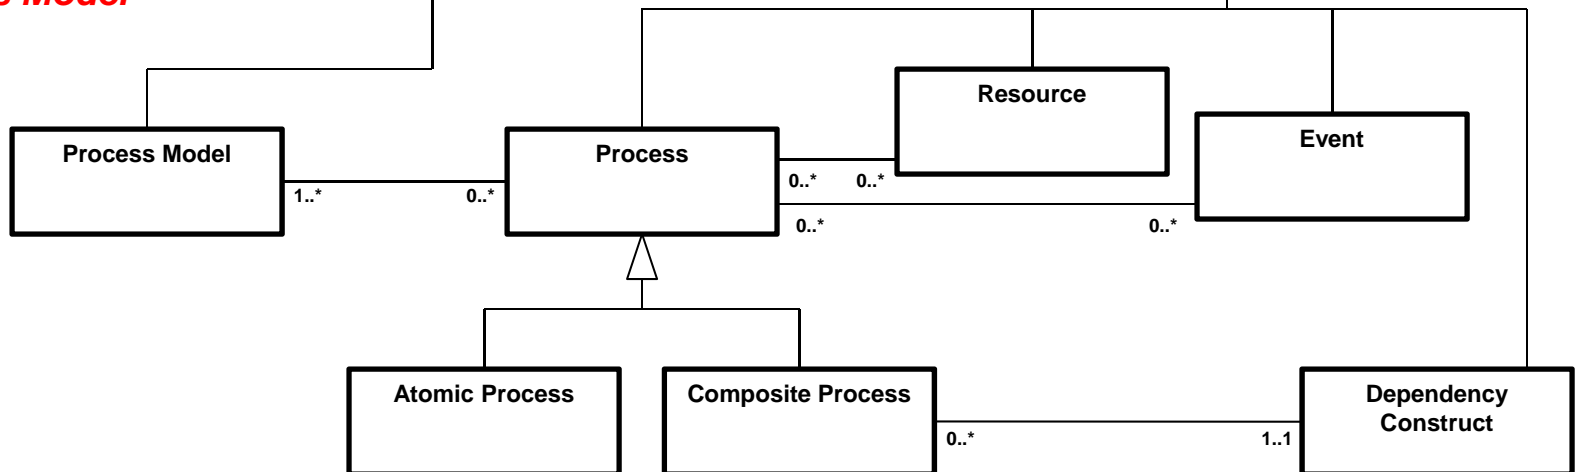 s Model
Resource
Event
Process Model
Process
0..* 0..*
1..* 0..*
0..* 0..*
Atomic Process
Composite Process
Dependency
Construct
0..* 1..1